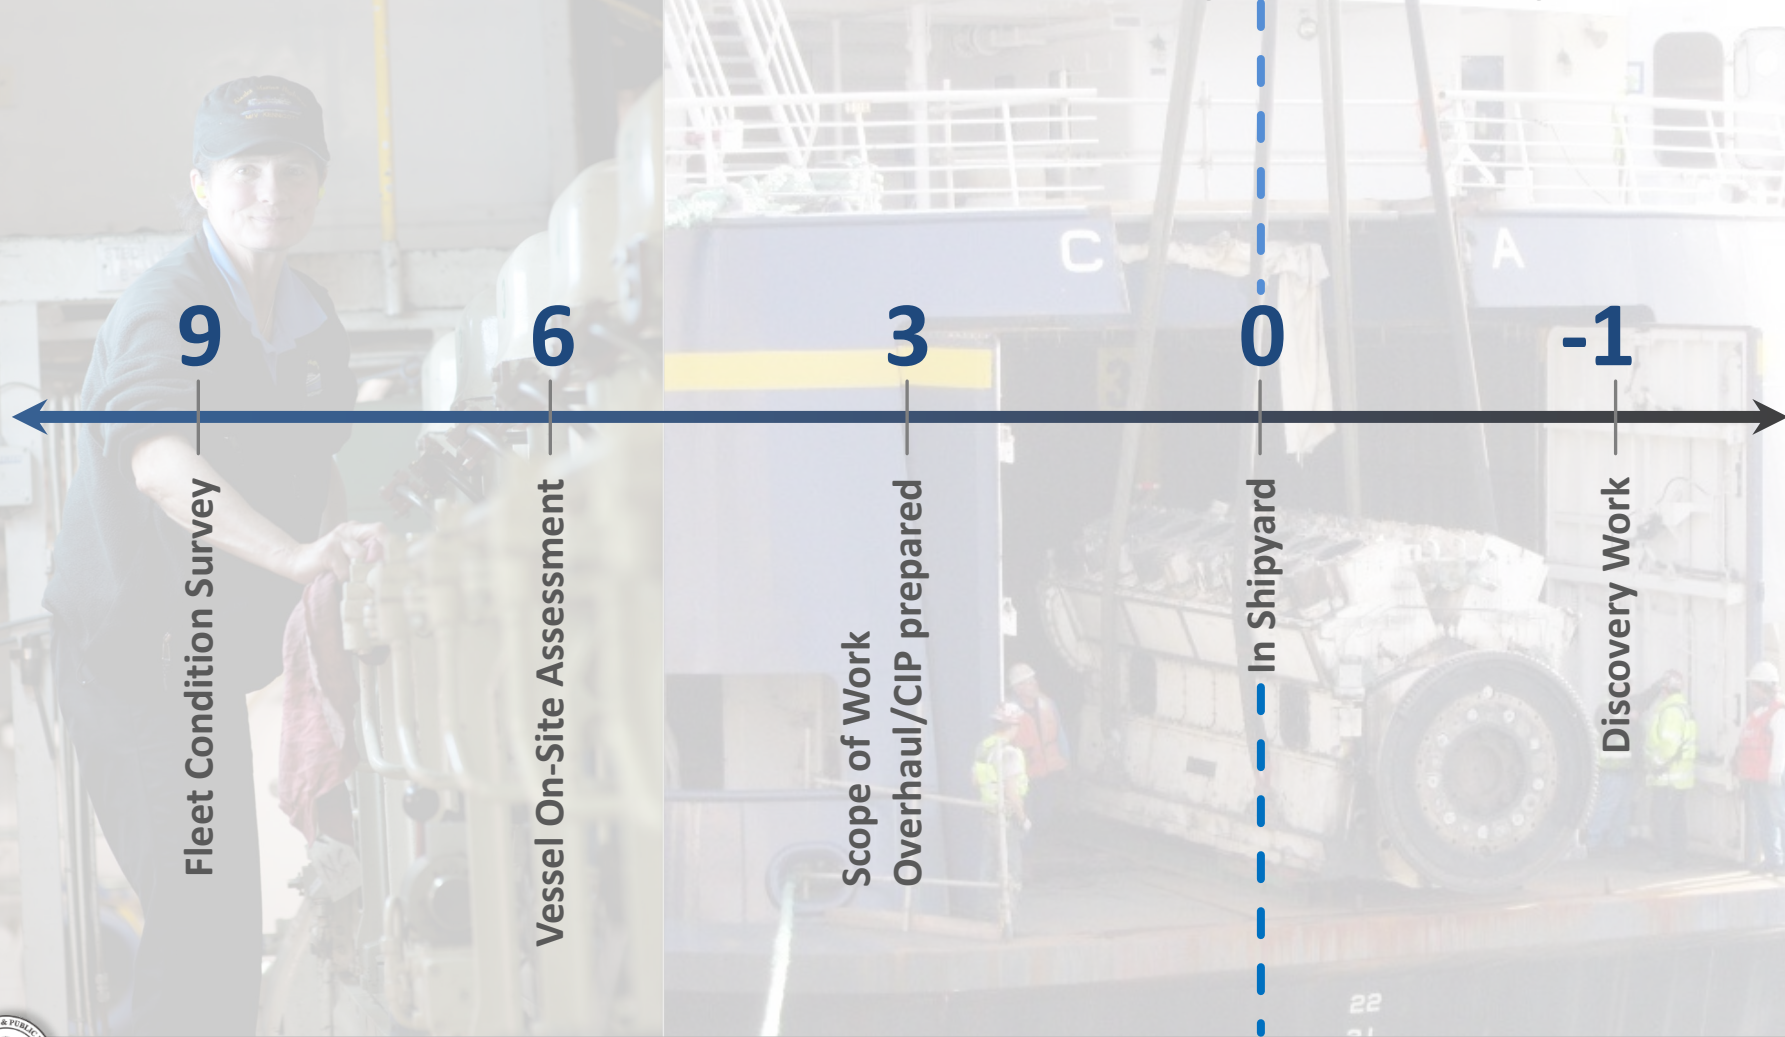 C
A
9
6
3
0
-1
Fleet Condition Survey
Vessel On-Site Assessment
Scope of Work
Overhaul/CIP prepared
In Shipyard
Discovery Work
22
& PUBLIC